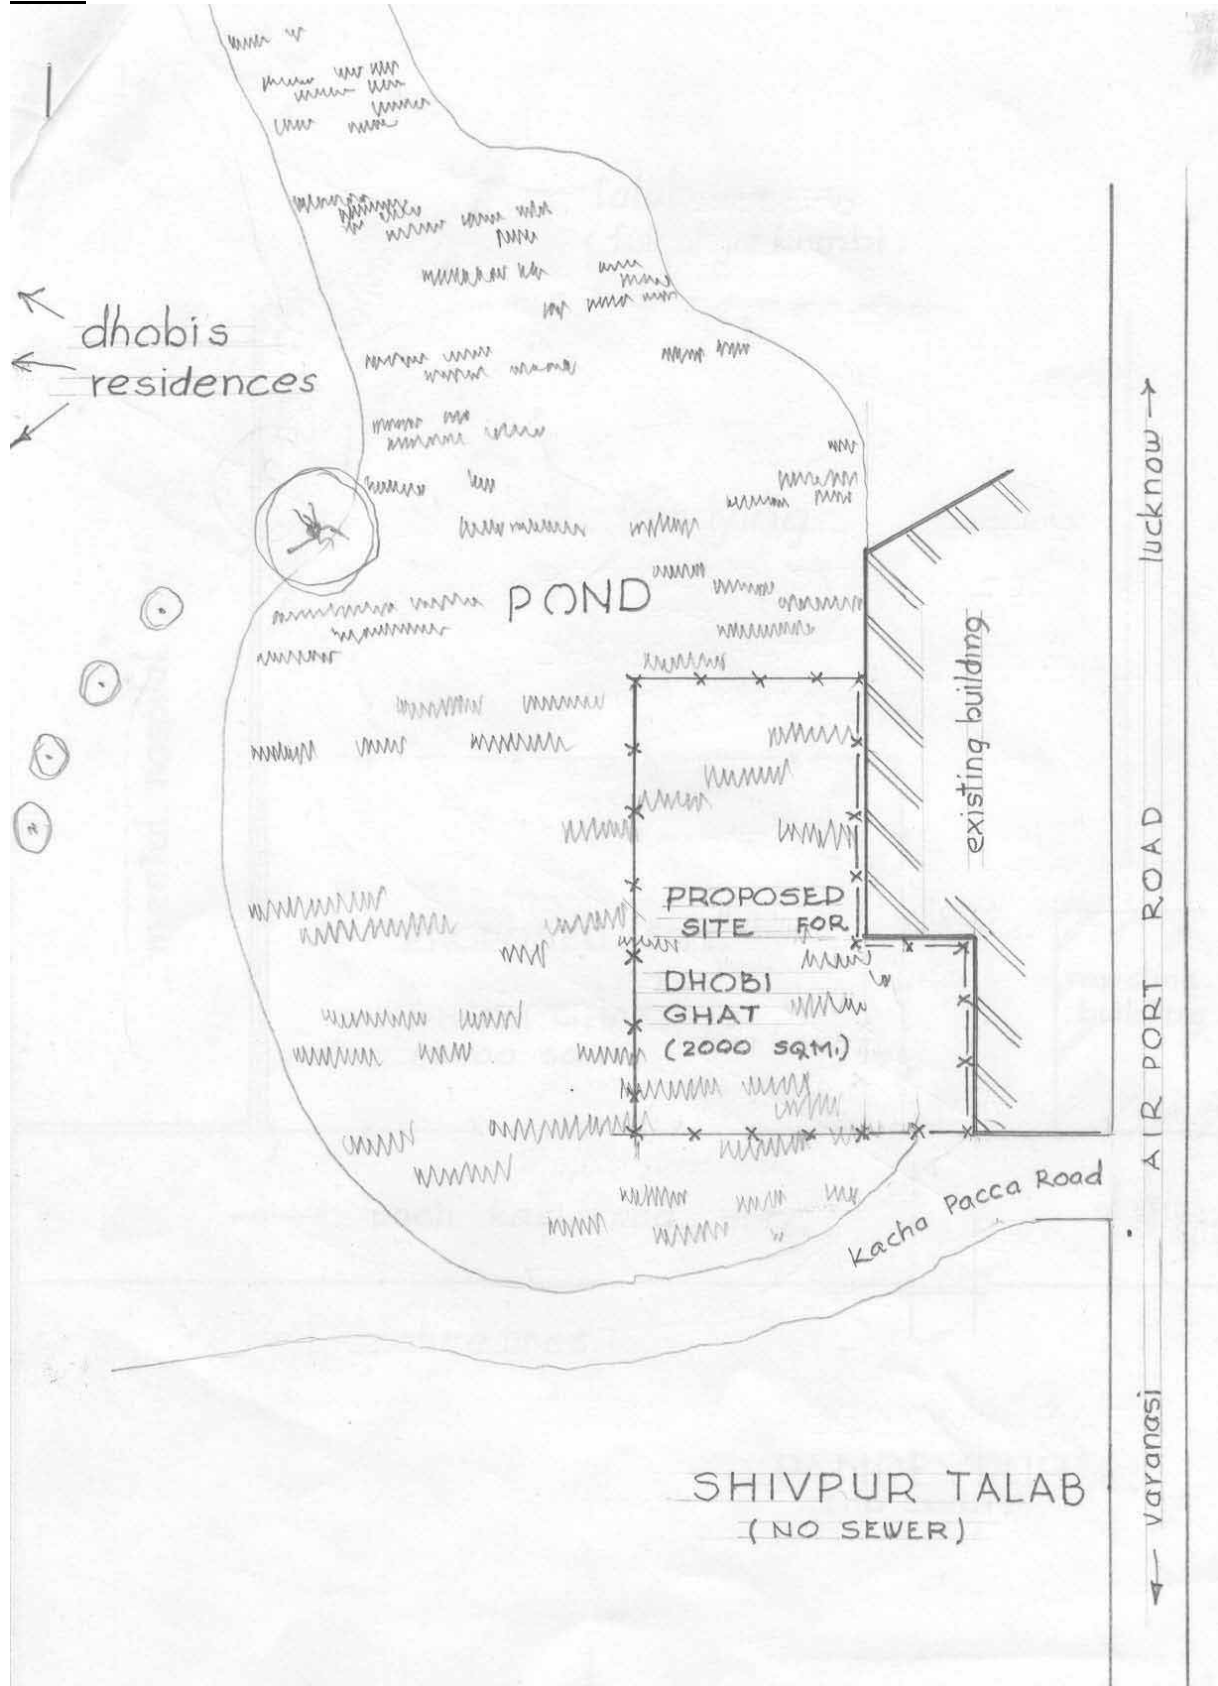 dhobis
residences
lucknow
POND
existing building
PROPOSED
SITE FOR
DHOBI
GHAT
(2000 SQ.M.)
AIR PORT ROAD
Kacha Pacca Road
varanasi
SHIVPUR TALAB
(NO SEWER)